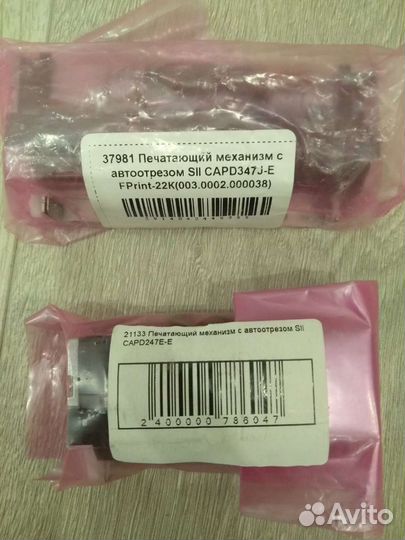 37981 Печатающий механизм с
автоотрезом SII CAPD347J-E
FPrint-22K(003.0002.000038)
21133 Печатающий механизм с автоотрезом SII
CAPD247E-E
2 400000 786047
Avito